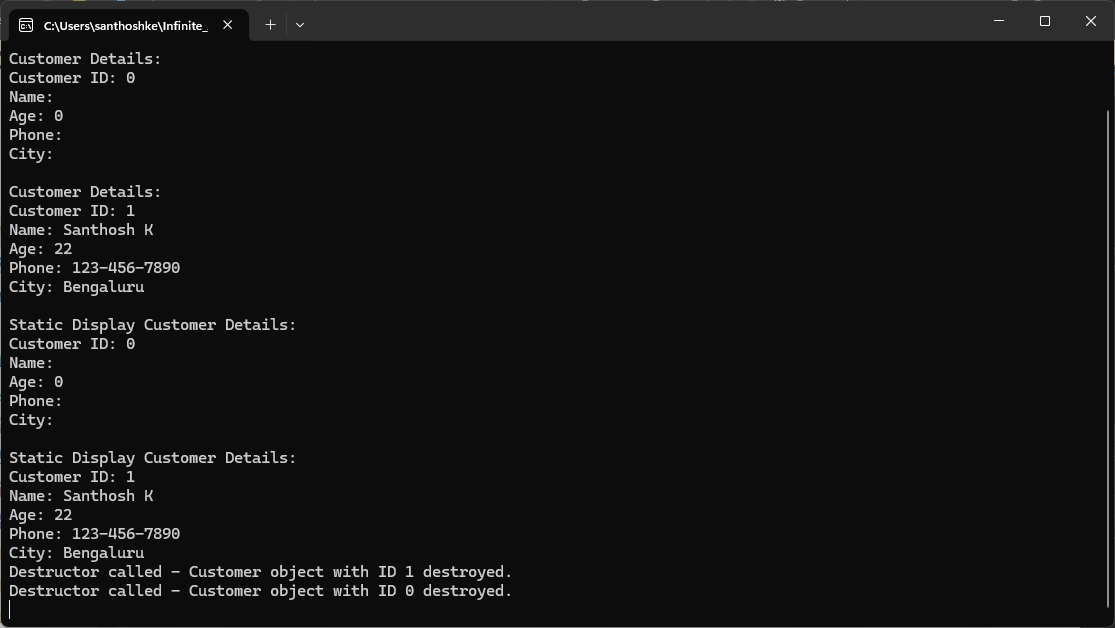 C:\Users\santhoshke\Infinite_
Customer Details:
Customer ID: 0
Name:
Age: 0
Phone:
City:
Customer Details:
Customer ID: 1
Name: Santhosh K
Age: 22
Phone: 123-456-7890
City: Bengaluru
Static Display Customer Details:
Customer ID: 0
Name:
Age: 0
Phone:
City:
Static Display Customer Details:
Customer ID: 1
Name: Santhosh K
Age: 22
Phone: 123-456-7890
City: Bengaluru
Destructor called - Customer object with ID 1 destroyed.
Destructor called - Customer object with ID 0 destroyed.